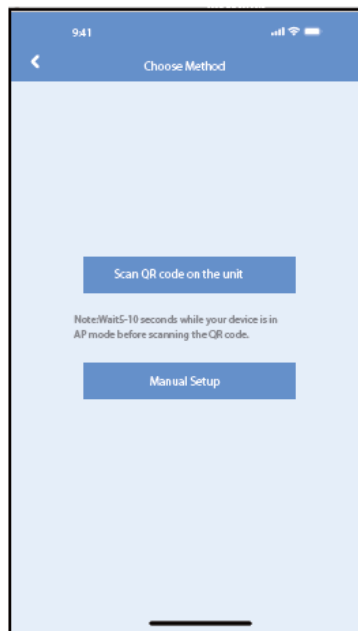 9:41
Choose Method
Scan QR code on the unit
Note:Wait5-10 seconds while your device is in
AP mode before scanning the QR code.
Manual Setup